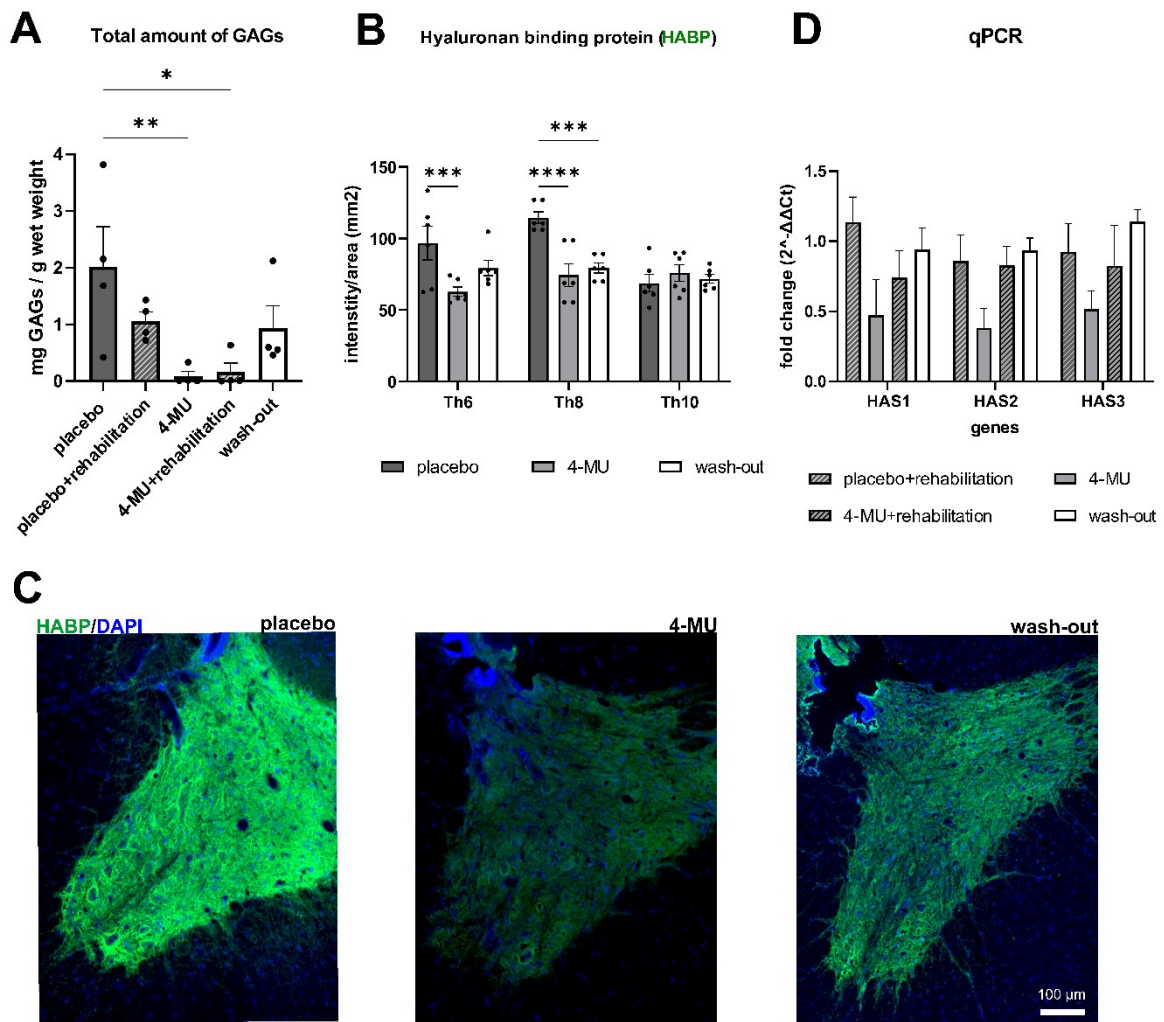 A
Total amount of GAGs
*
**
mg GAGs / g wet weight
4
3
2
1
0
placebo
placebo+rehabilitation
4-MU
4-MU+rehabilitation
wash-out
B
Hyaluronan binding protein (HABP)
***
***
****
intenstity/area (mm2)
150
100
50
0
Th6
Th8
Th10
placebo
4-MU
wash-out
D
qPCR
fold change (2^-ΔΔCt)
1.5
1.0
0.5
0.0
HAS1
HAS2
HAS3
genes
placebo+rehabilitation
4-MU
4-MU+rehabilitation
wash-out
C
HABP/DAPI
placebo
4-MU
wash-out
100 µm